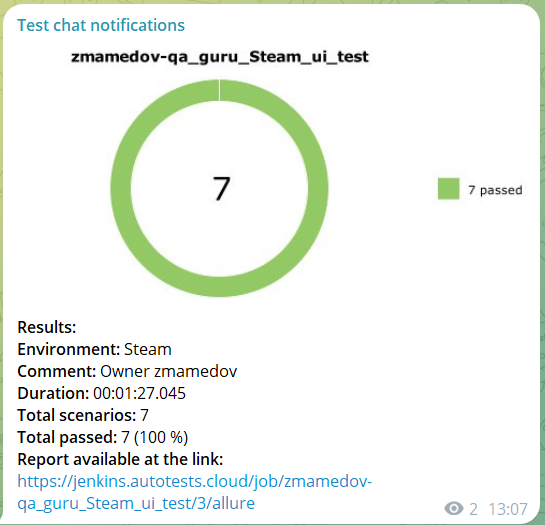 Test chat notifications
zmamedov-qa_guru_Steam_ui_test
7
7 passed
Results:
Environment: Steam
Comment: Owner zmamedov
Duration: 00:01:27.045
Total scenarios: 7
Total passed: 7 (100 %)
Report available at the link:
https://jenkins.autotests.cloud/job/zmamedov-
qa_guru_Steam_ui_test/3/allure
2 13:07